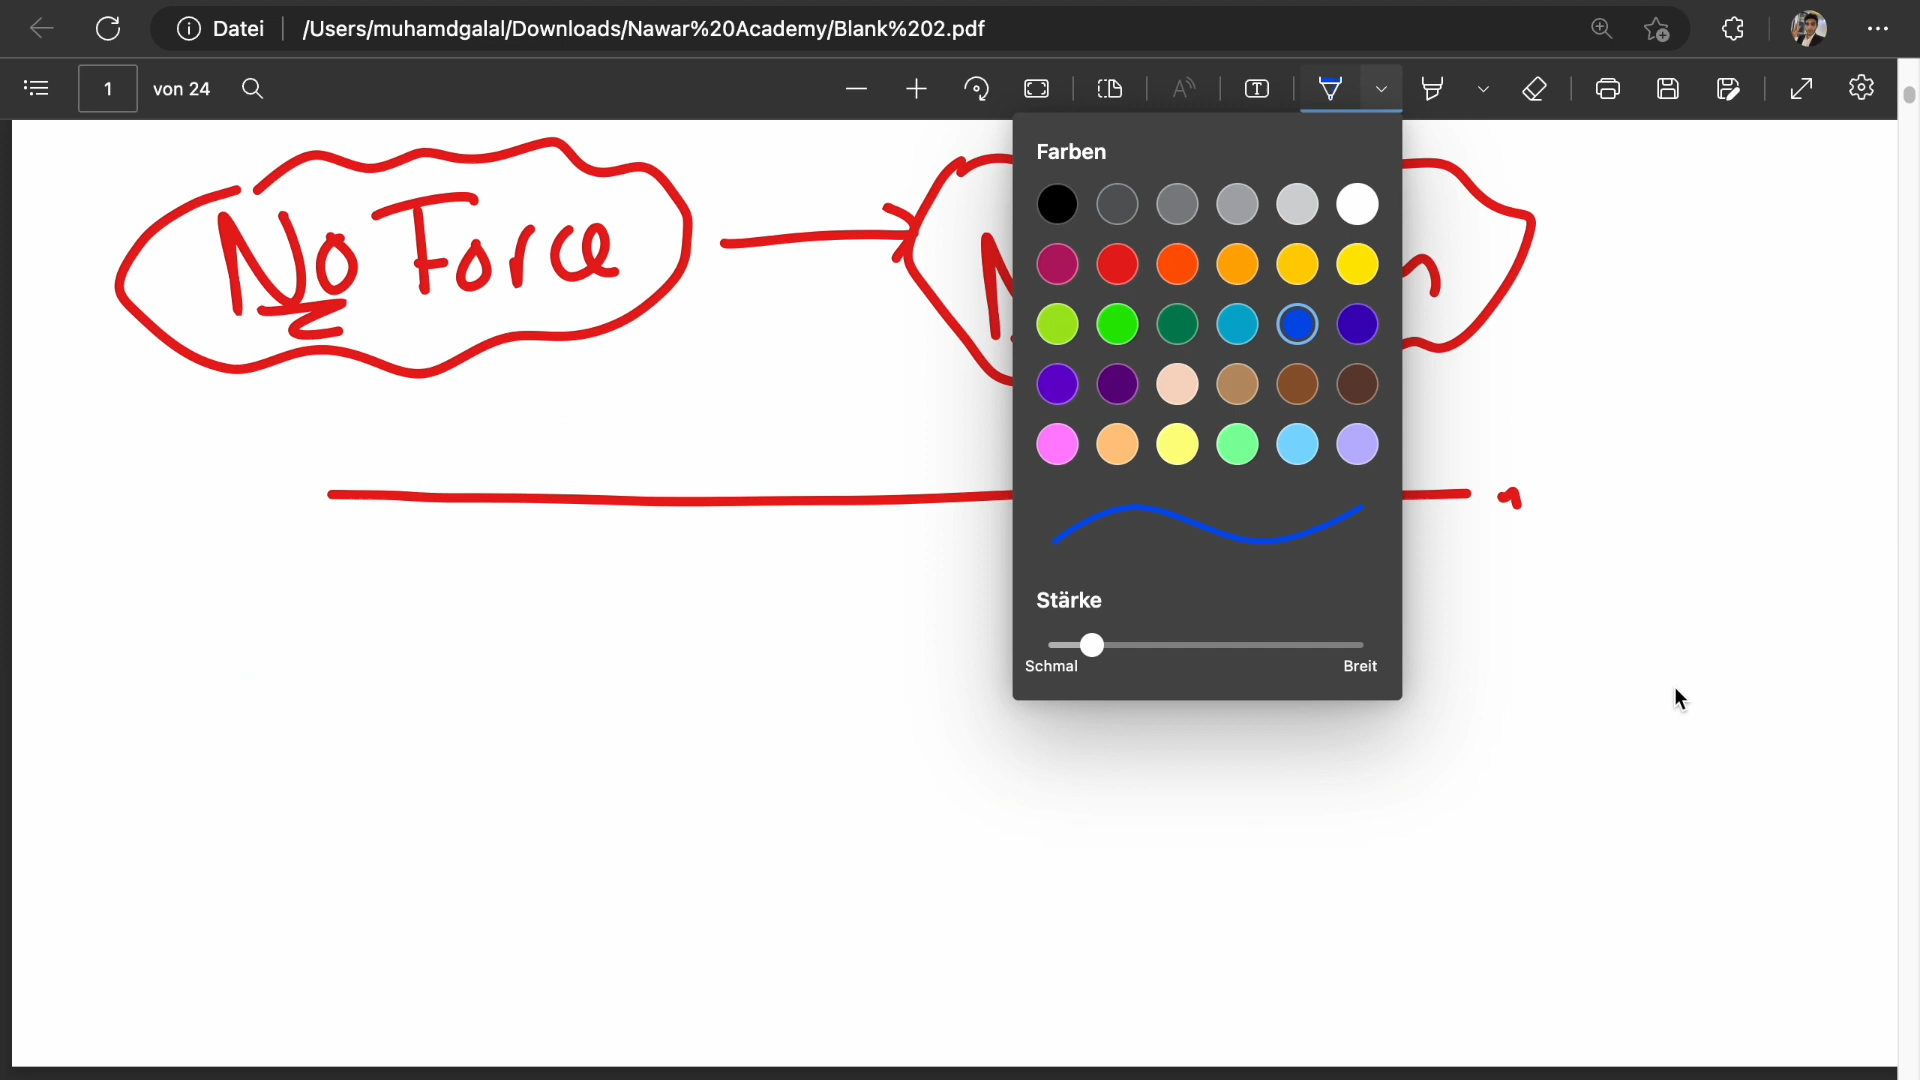 Datei /Users/muhamdgalal/Downloads/Nawar%20Academy/Blank%202.pdf
1 von 24
Farben
No Force
Stärke
Schmal Breit